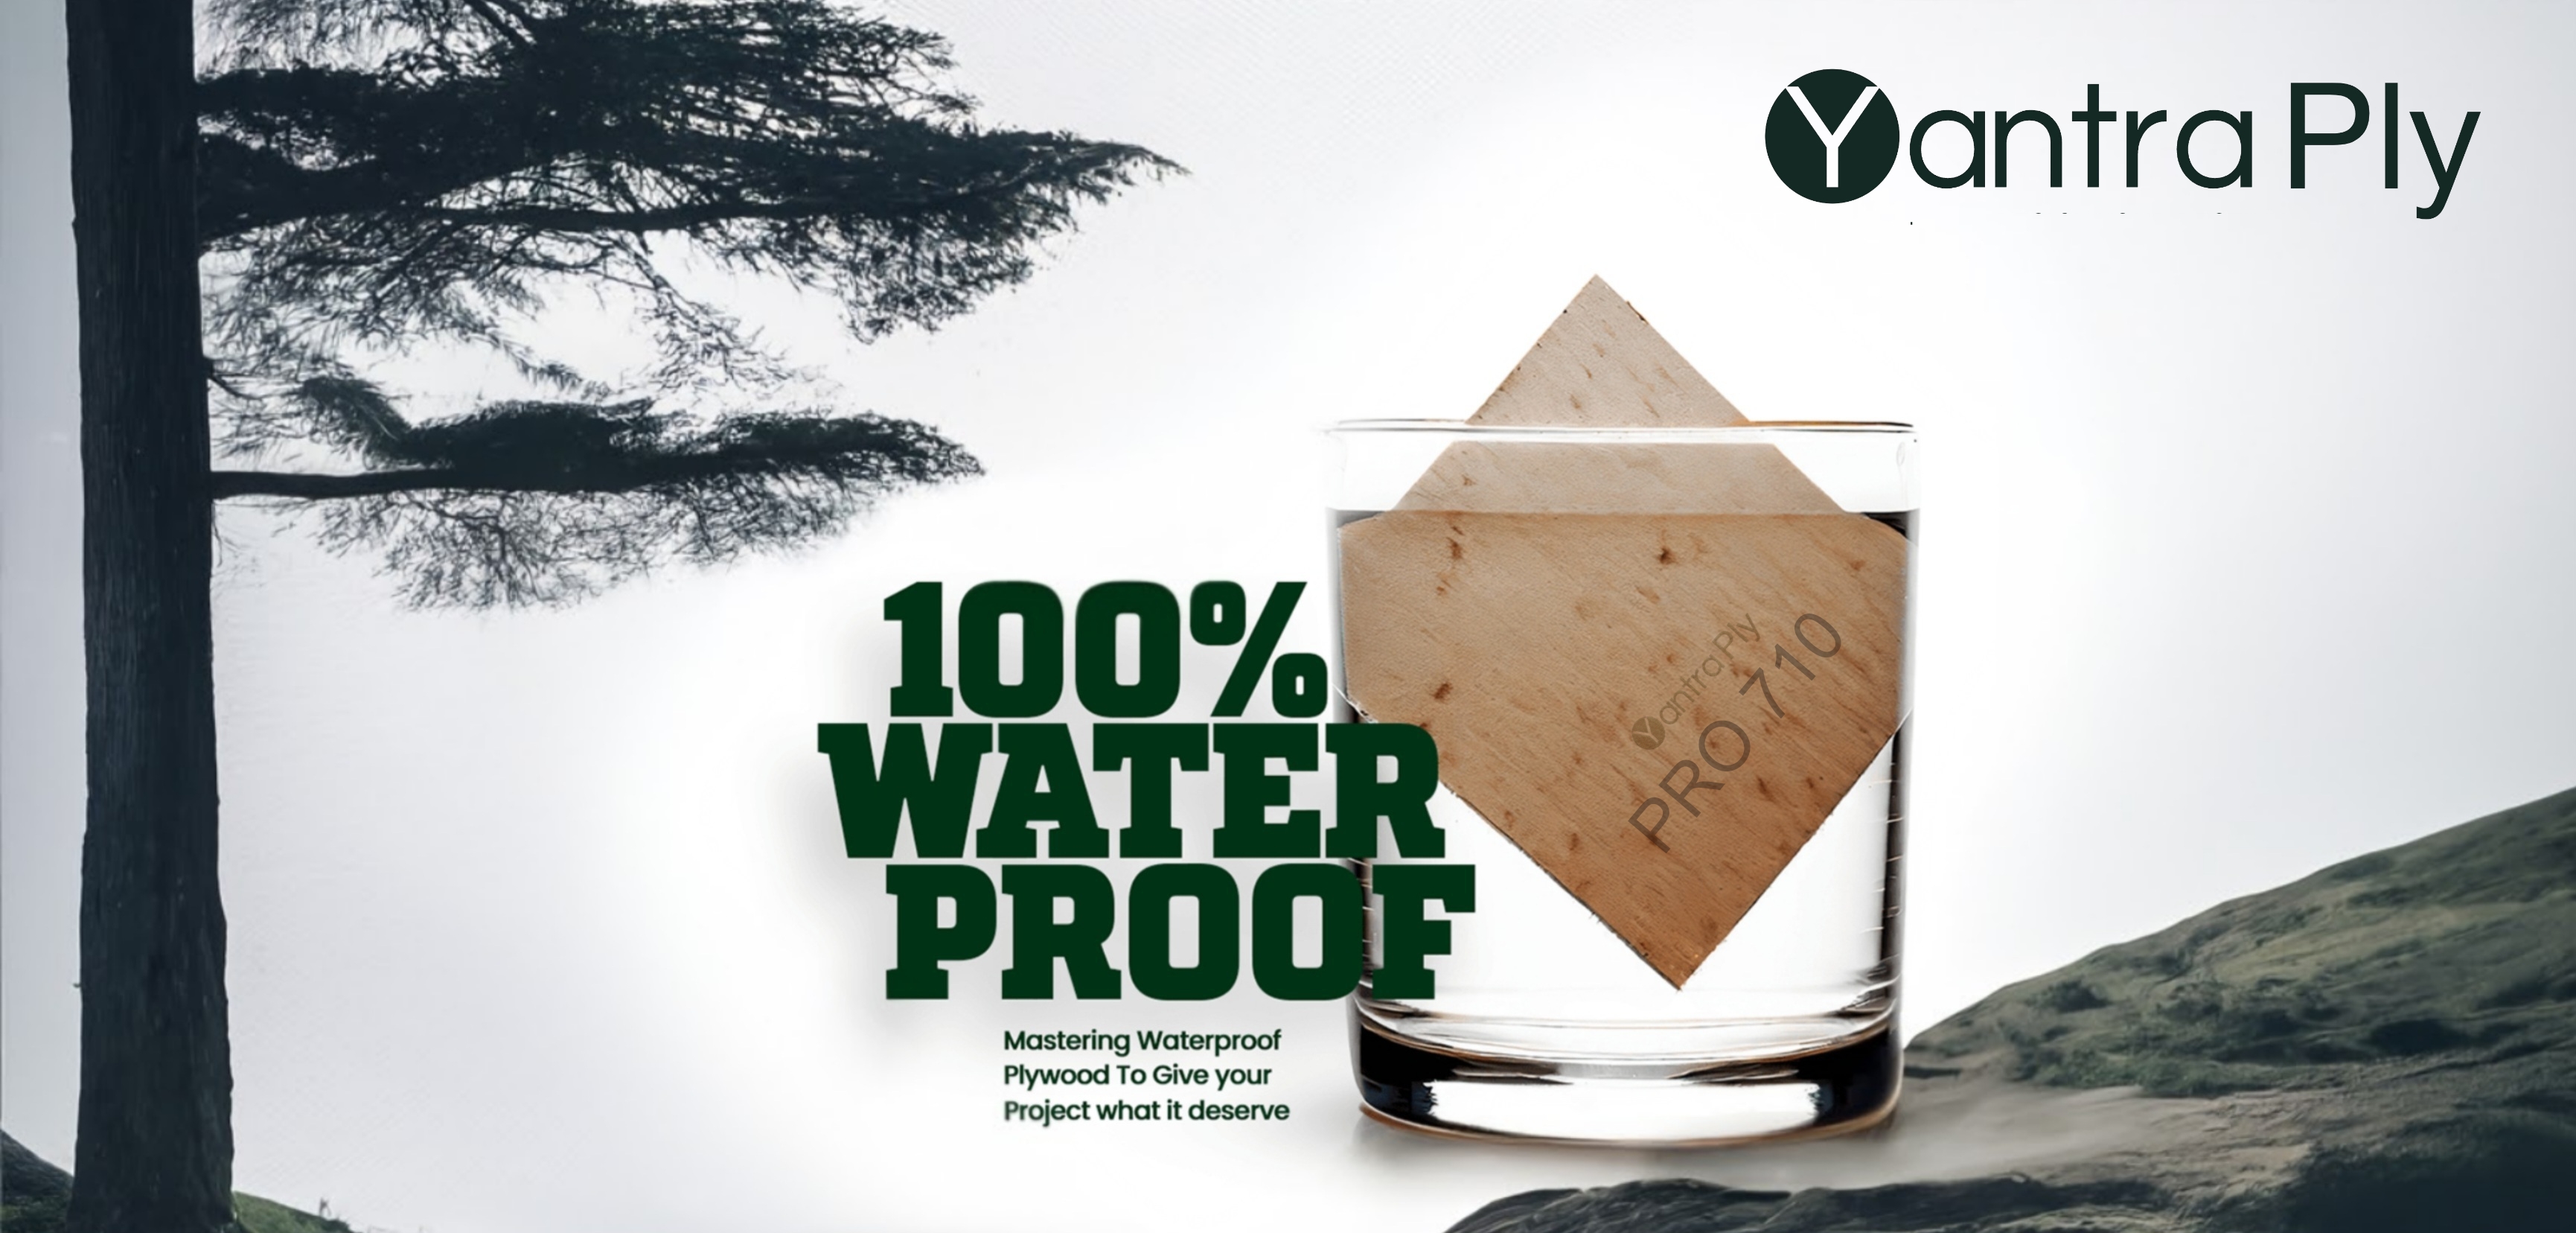 Yantra Ply
100%
WATER
PROOF
Yantra Ply
PRO 710
Mastering Waterproof
Plywood To Give your
Project what it deserve